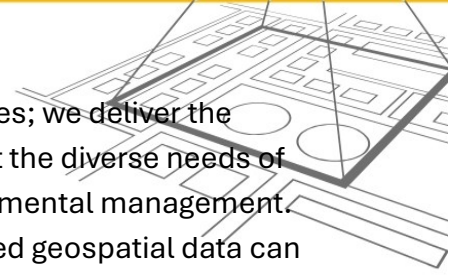 es; we deliver the
t the diverse needs of
mental management.
ed geospatial data can